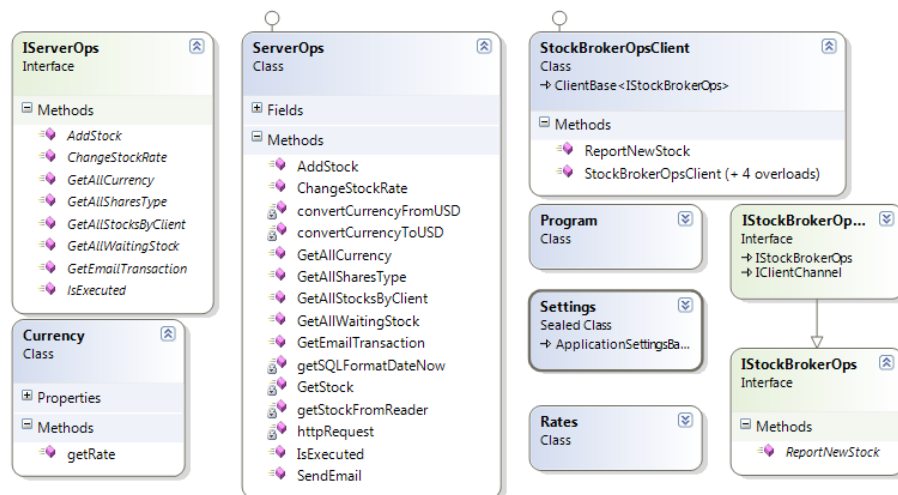 IServerOps
Interface
Methods
AddStock
ChangeStockRate
GetAllCurrency
GetAllSharesType
GetAllStocksByClient
GetAllWaitingStock
GetEmailTransaction
IsExecuted
Currency
Class
Properties
Methods
getRate
ServerOps
Class
Fields
Methods
AddStock
ChangeStockRate
convertCurrencyFromUSD
convertCurrencyToUSD
GetAllCurrency
GetAllSharesType
GetAllStocksByClient
GetAllWaitingStock
GetEmailTransaction
getSQLFormatDateNow
GetStock
getStockFromReader
httpRequest
IsExecuted
SendEmail
StockBrokerOpsClient
Class
ClientBase<IStockBrokerOps>
Methods
ReportNewStock
StockBrokerOpsClient (+ 4 overloads)
Program
Class
Settings
Sealed Class
ApplicationSettingsBa...
Rates
Class
IStockBrokerOp...
Interface
IStockBrokerOps
IClientChannel
IStockBrokerOps
Interface
Methods
ReportNewStock